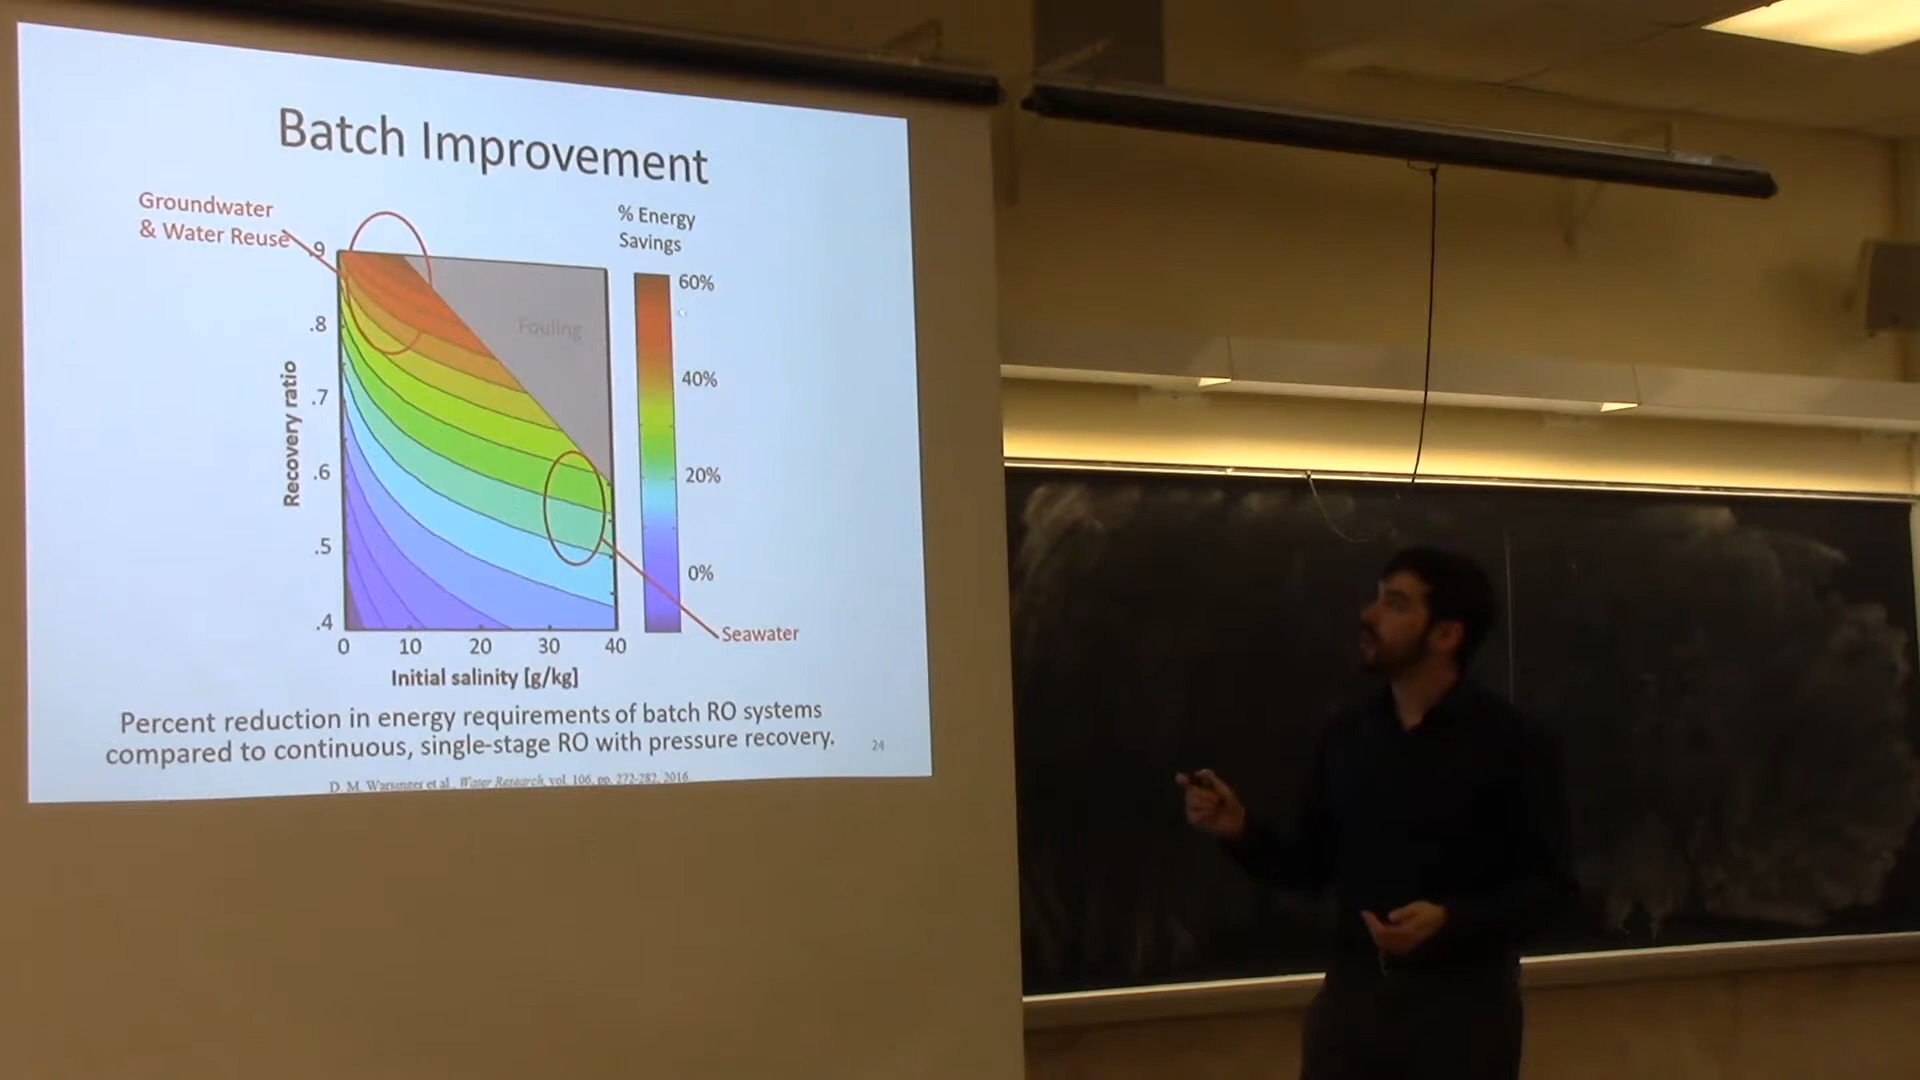 Batch Improvement
Groundwater
& Water Reuse
% Energy
Savings
.9
.8
.7
.6
.5
.4
Recovery ratio
Fouling
60%
40%
20%
0%
Seawater
0 10 20 30 40
Initial salinity [g/kg]
Percent reduction in energy requirements of batch RO systems
compared to continuous, single-stage RO with pressure recovery.
24
D. M. Warsinger et al., Water Research, vol. 106, pp. 272-282, 2016